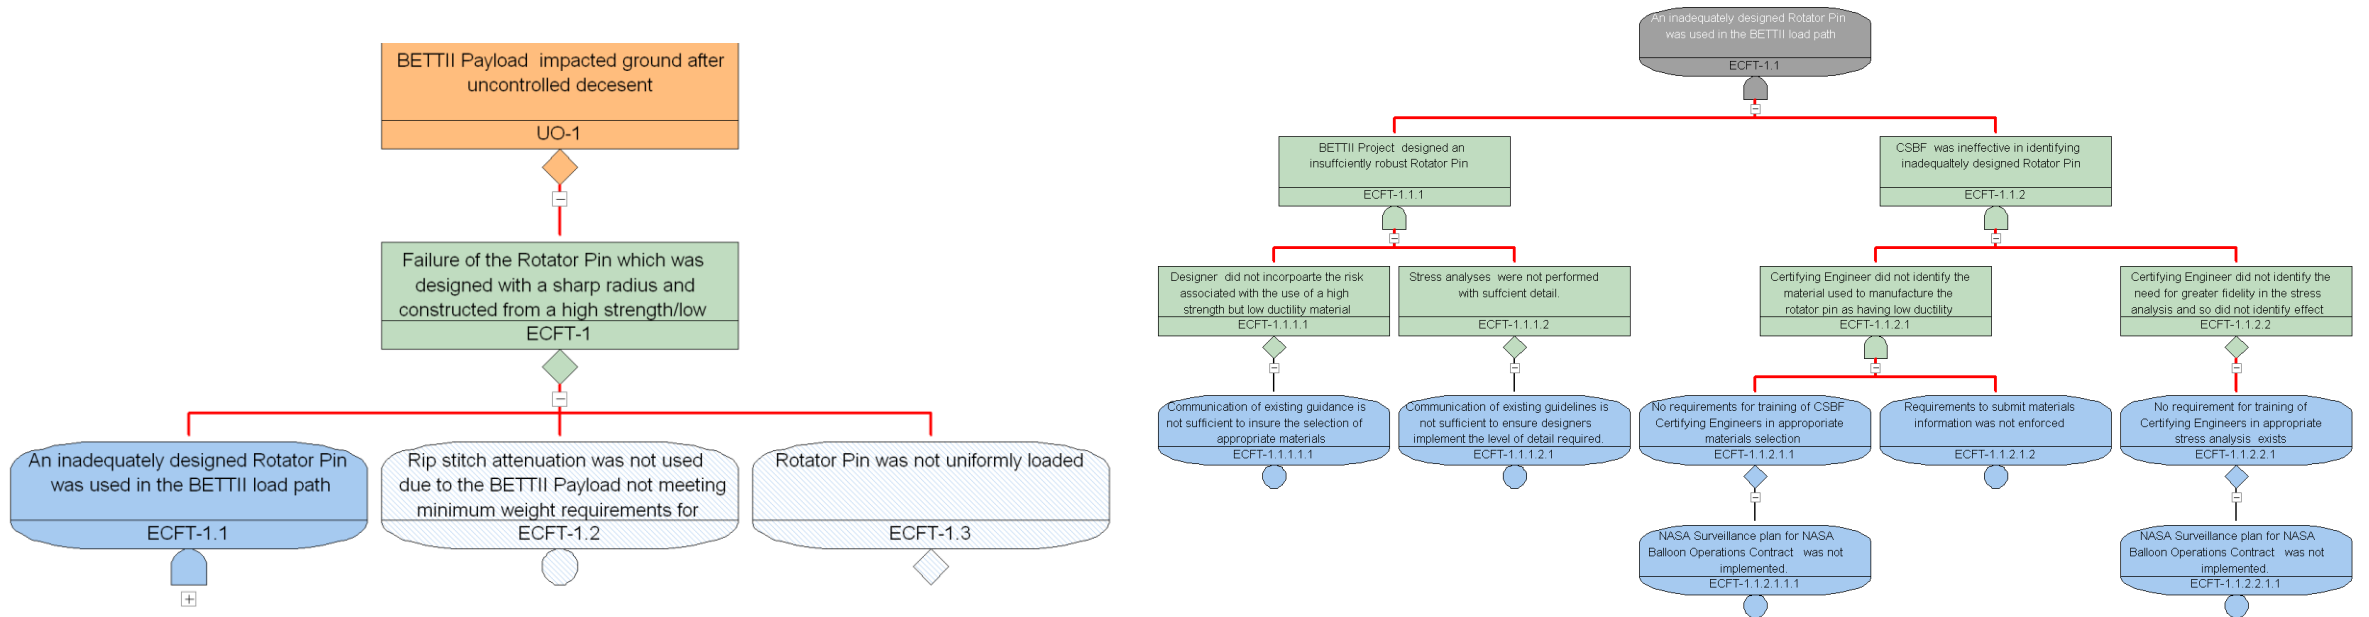 BETTII Payload impacted ground after
uncontrolled decesent
UO-1
Failure of the Rotator Pin which was
designed with a sharp radius and
constructed from a high strength/low
ECFT-1
An inadequately designed Rotator Pin
was used in the BETTII load path
ECFT-1.1
Rip stitch attenuation was not used
due to the BETTII Payload not meeting
minimum weight requirements for
ECFT-1.2
Rotator Pin was not uniformly loaded
ECFT-1.3
An inadequately designed Rotator Pin
was used in the BETTII load path
ECFT-1.1
BETTII Project designed an
insuffciently robust Rotator Pin
ECFT-1.1.1
CSBF was ineffective in identifying
inadequaltely designed Rotator Pin
ECFT-1.1.2
Designer did not incorpoarte the risk
associated with the use of a high
strength but low ductility material
ECFT-1.1.1.1
Stress analyses were not performed
with suffcient detail.
ECFT-1.1.1.2
Certifying Engineer did not identify the
material used to manufacture the
rotator pin as having low ductility
ECFT-1.1.2.1
Certifying Engineer did not identify the
need for greater fidelity in the stress
analysis and so did not identify effect
ECFT-1.1.2.2
Communication of existing guidance is
not sufficient to insure the selection of
appropriate materials
ECFT-1.1.1.1.1
Communication of existing guidelines is
not sufficient to ensure designers
implement the level of detail required.
ECFT-1.1.1.2.1
No requirements for training of CSBF
Certifying Engineers in approporiate
materials selection
ECFT-1.1.2.1.1
Requirements to submit materials
information was not enforced
ECFT-1.1.2.1.2
No requirement for training of
Certifying Engineers in appropriate
stress analysis exists
ECFT-1.1.2.2.1
NASA Surveillance plan for NASA
Balloon Operations Contract was not
implemented.
ECFT-1.1.2.1.1.1
NASA Surveillance plan for NASA
Balloon Operations Contract was not
implemented.
ECFT-1.1.2.2.1.1